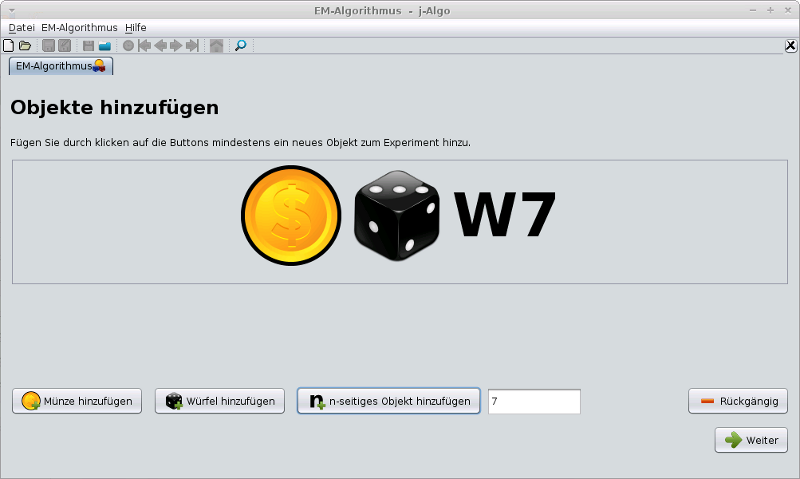 EM-Algorithmus - j-Algo
Datei EM-Algorithmus Hilfe
EM-Algorithmus
Objekte hinzufügen
Fügen Sie durch klicken auf die Buttons mindestens ein neues Objekt zum Experiment hinzu.
$ W7
Münze hinzufügen Würfel hinzufügen n n-seitiges Objekt hinzufügen 7 Rückgängig
Weiter